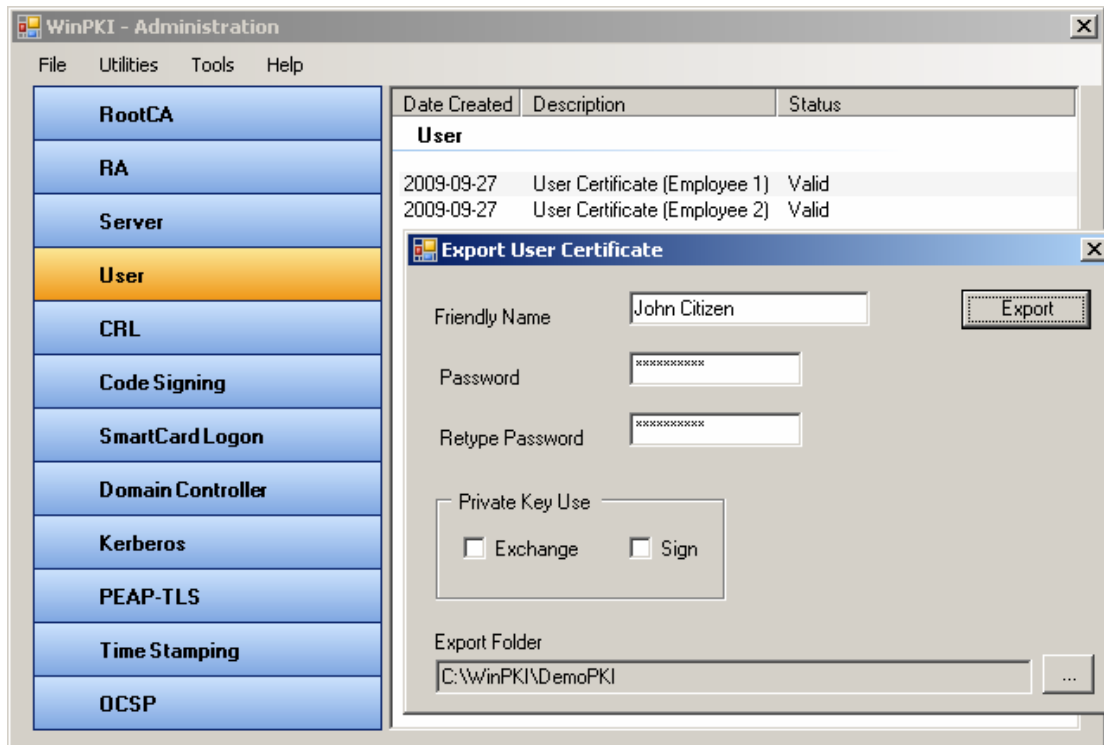 WinPKI - Administration
File Utilities Tools Help
RootCA
RA
Server
User
CRL
Code Signing
SmartCard Logon
Domain Controller
Kerberos
PEAP-TLS
Time Stamping
OCSP
Date Created Description Status
User
2009-09-27 User Certificate (Employee 1) Valid
2009-09-27 User Certificate (Employee 2) Valid
Export User Certificate
Friendly Name John Citizen Export
Password **********
Retype Password **********
Private Key Use
Exchange Sign
Export Folder
C:\WinPKI\DemoPKI ...